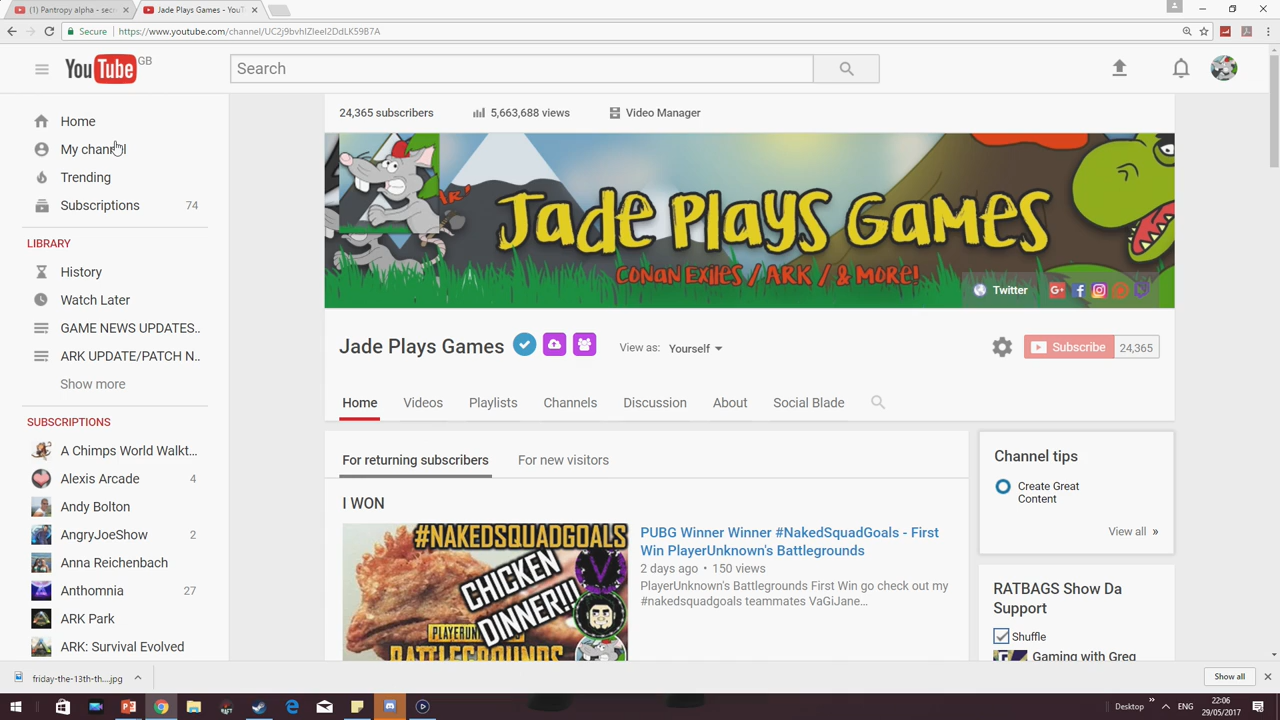 Pantropy alpha - secr
Jade Plays Games - YouT
Secure
https://www.youtube.com/channel/UC2j9bvhIZIeeI2DdLK59B7A
YouTube GB
Search
Home
My channel
Trending
Subscriptions 74
LIBRARY
History
Watch Later
GAME NEWS UPDATES..
ARK UPDATE/PATCH N..
Show more
SUBSCRIPTIONS
A Chimps World Walkt...
Alexis Arcade 4
Andy Bolton
AngryJoeShow 2
Anna Reichenbach
Anthomnia 27
ARK Park
ARK: Survival Evolved
24,365 subscribers
5,663,688 views
Video Manager
Jade Plays Games
CONAN EXILES / ARK / & MORE!
Twitter
Jade Plays Games
View as: Yourself
Subscribe 24,365
Home Videos Playlists Channels Discussion About Social Blade
For returning subscribers For new visitors
I WON
#NAKEDSQUADGOALS
CHICKEN
DINNER!!!
BATTLEGROUNDS
PUBG Winner Winner #NakedSquadGoals - First
Win PlayerUnknown's Battlegrounds
2 days ago • 150 views
PlayerUnknown's Battlegrounds First Win go check out my
#nakedsquadgoals teammates VaGiJane...
Channel tips
Create Great
Content
View all »
RATBAGS Show Da
Support
Shuffle
Gaming with Greg
friday-the-13th-th....jpg
Show all
Desktop
ENG
22:06
29/05/2017